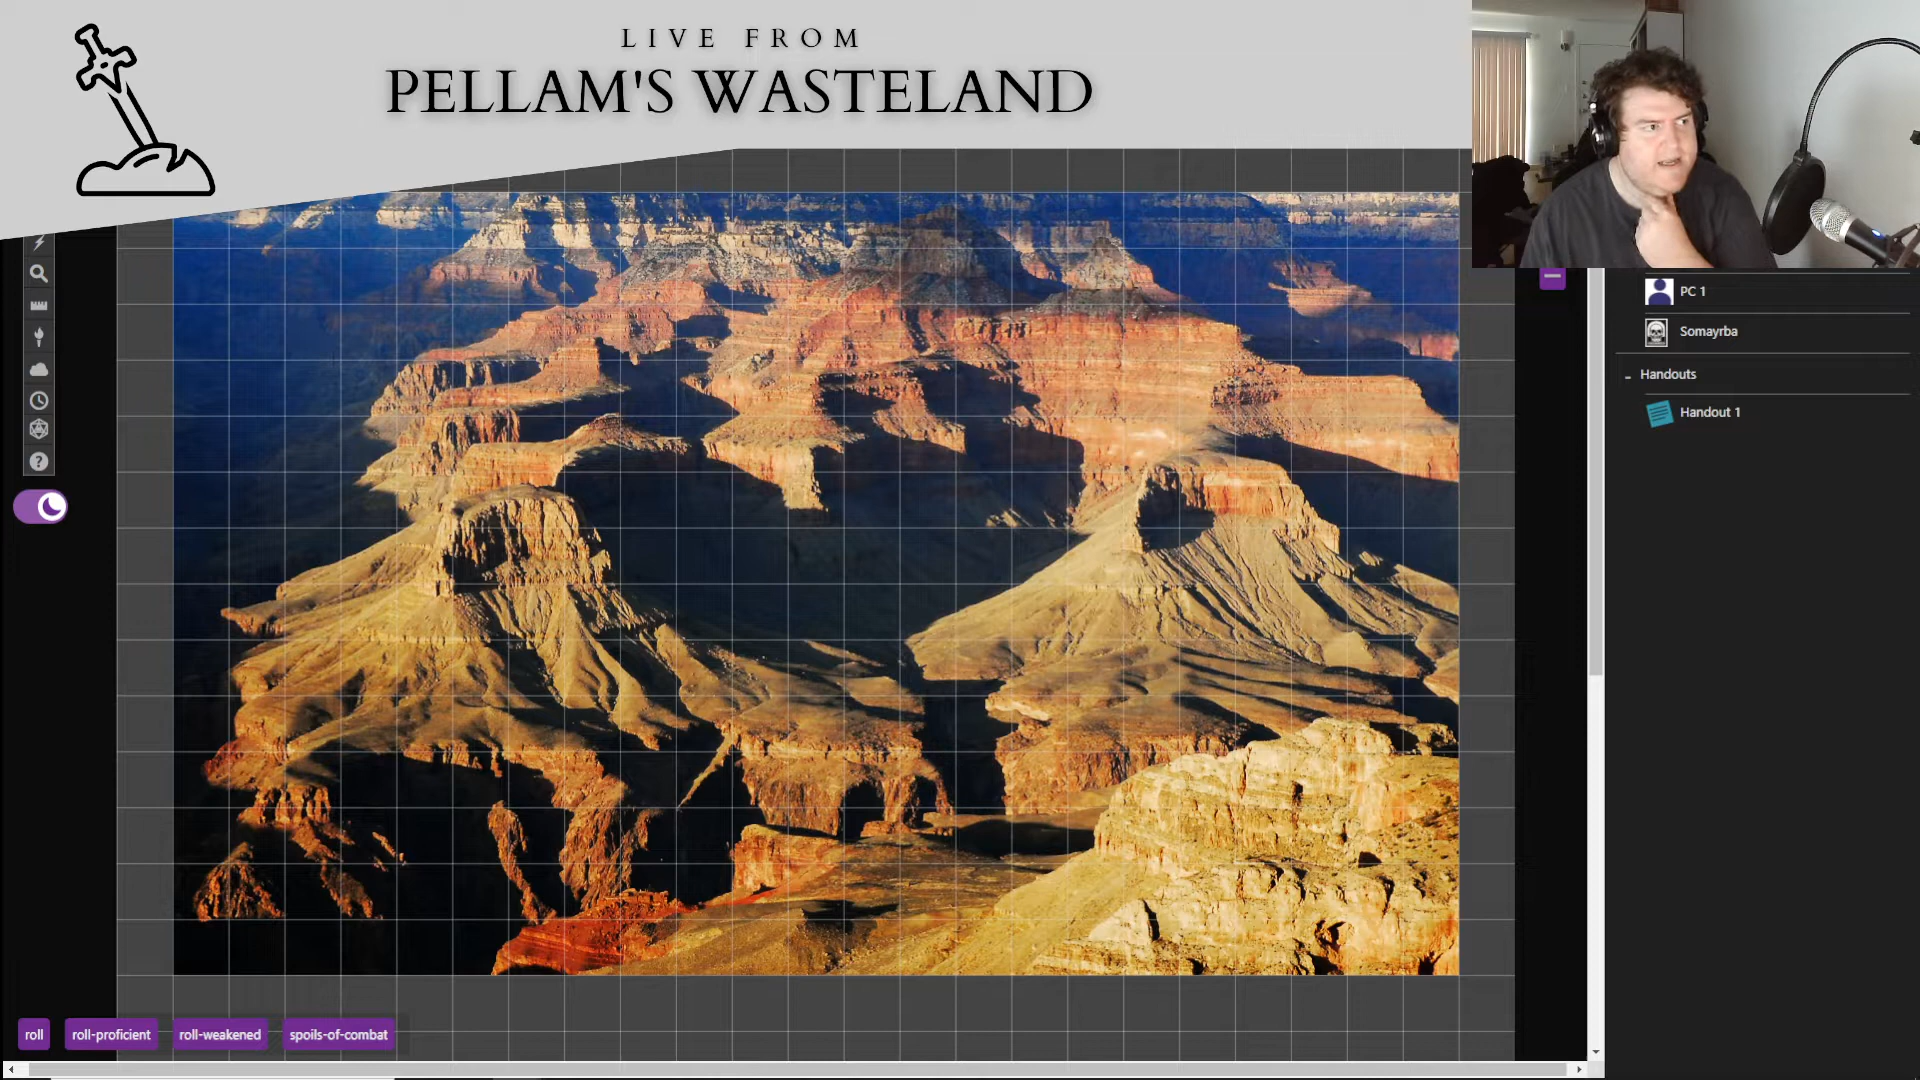 LIVE FROM
PELLAM'S WASTELAND
PC 1
Somayrba
- Handouts
Handout 1
?
roll
roll-proficient
roll-weakened
spoils-of-combat